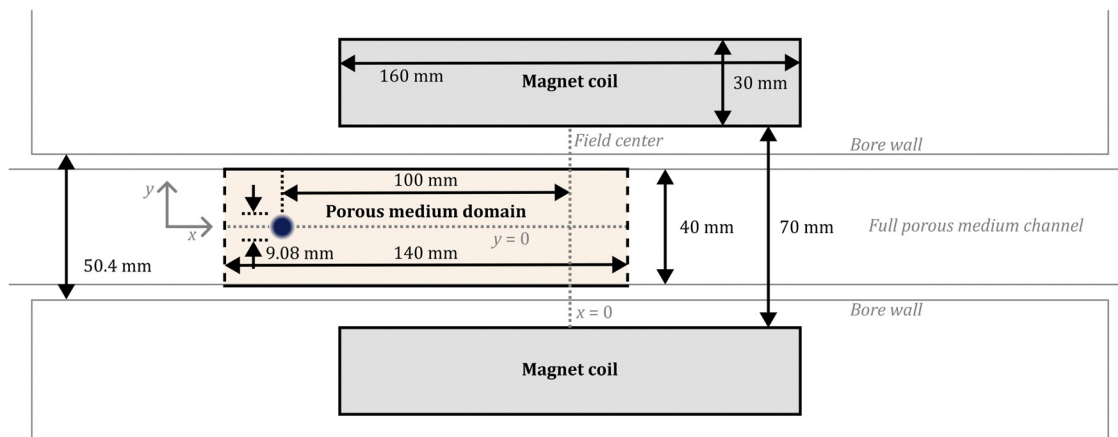 160 mm
Magnet coil
30 mm
Field center
Bore wall
100 mm
y
x
Porous medium domain
y = 0
40 mm
70 mm
Full porous medium channel
50.4 mm
9.08 mm
140 mm
x = 0
Bore wall
Magnet coil